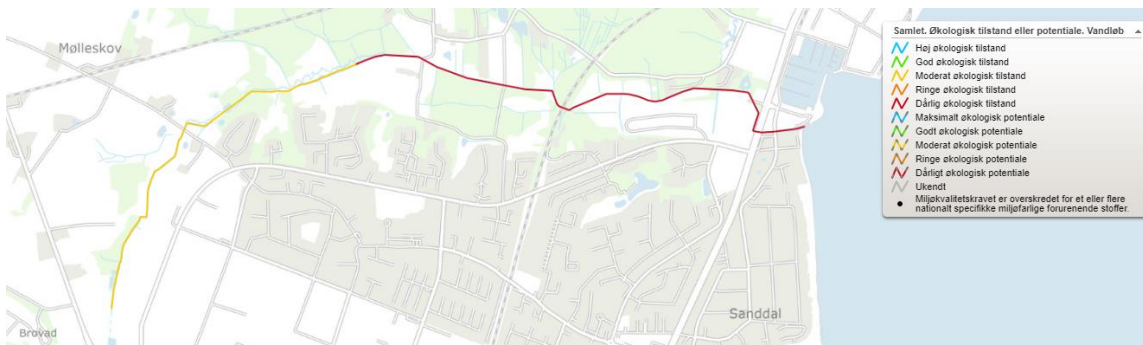 Mølleskov
Brovad
Sanddal
Samlet. Økologisk tilstand eller potentiale. Vandløb
Høj økologisk tilstand
God økologisk tilstand
Moderat økologisk tilstand
Ringe økologisk tilstand
Dårlig økologisk tilstand
Maksimalt økologisk potentiale
Godt økologisk potentiale
Moderat økologisk potentiale
Ringe økologisk potentiale
Dårligt økologisk potentiale
Ukendt
Miljøkvalitetskravet er overskredet for et eller flere
nationalt specifikke miljøfarlige forurenende stoffer.